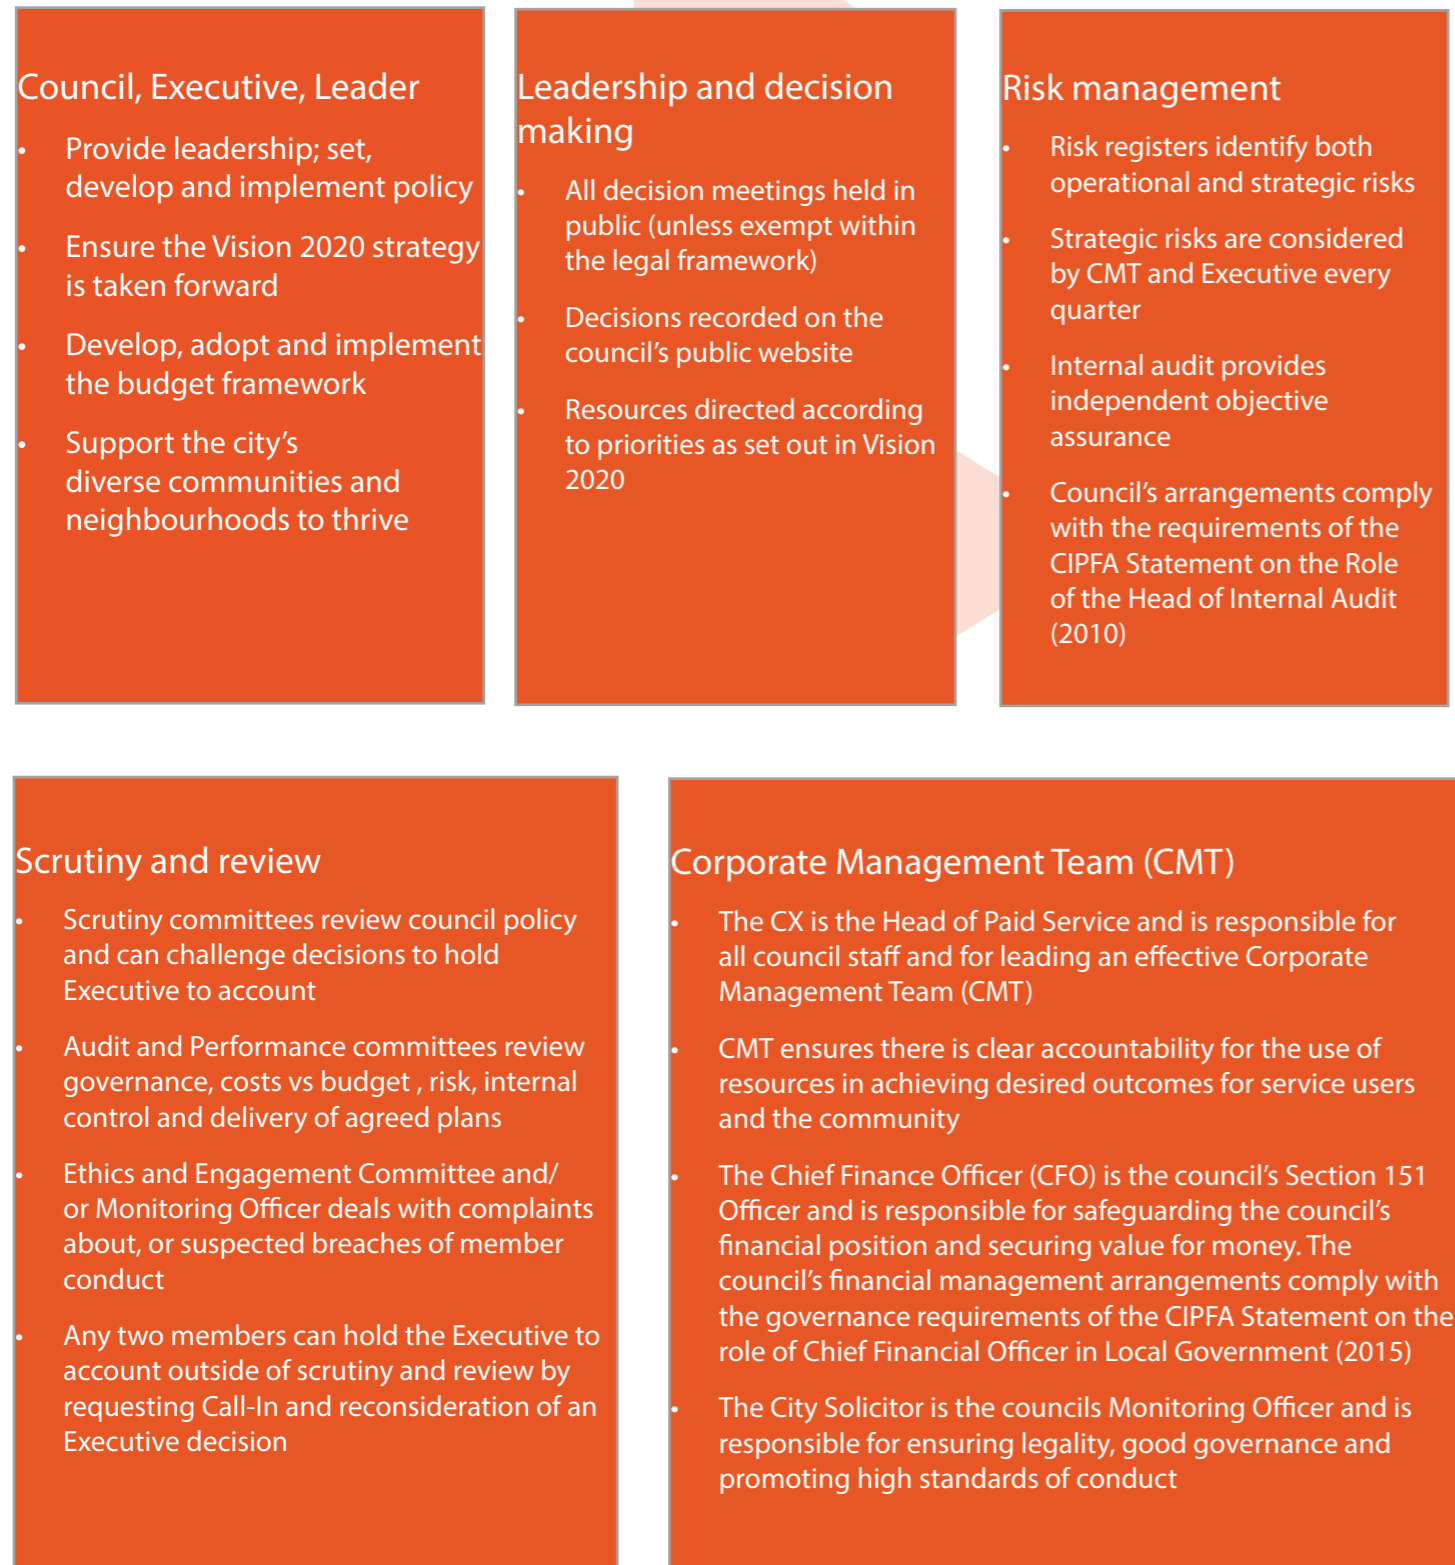 Council, Executive, Leader
• Provide leadership; set,
develop and implement policy
• Ensure the Vision 2020 strategy
is taken forward
• Develop, adopt and implement
the budget framework
• Support the city's
diverse communities and
neighbourhoods to thrive
Leadership and decision
making
• All decision meetings held in
public (unless exempt within
the legal framework)
• Decisions recorded on the
council's public website
• Resources directed according
to priorities as set out in Vision
2020
Risk management
• Risk registers identify both
operational and strategic risks
• Strategic risks are considered
by CMT and Executive every
quarter
• Internal audit provides
independent objective
assurance
• Council's arrangements comply
with the requirements of the
CIPFA Statement on the Role
of the Head of Internal Audit
(2010)
Scrutiny and review
• Scrutiny committees review council policy
and can challenge decisions to hold
Executive to account
• Audit and Performance committees review
governance, costs vs budget , risk, internal
control and delivery of agreed plans
• Ethics and Engagement Committee and/
or Monitoring Officer deals with complaints
about, or suspected breaches of member
conduct
• Any two members can hold the Executive to
account outside of scrutiny and review by
requesting Call-In and reconsideration of an
Executive decision
Corporate Management Team (CMT)
• The CX is the Head of Paid Service and is responsible for
all council staff and for leading an effective Corporate
Management Team (CMT)
• CMT ensures there is clear accountability for the use of
resources in achieving desired outcomes for service users
and the community
• The Chief Finance Officer (CFO) is the council's Section 151
Officer and is responsible for safeguarding the council's
financial position and securing value for money. The
council's financial management arrangements comply with
the governance requirements of the CIPFA Statement on the
role of Chief Financial Officer in Local Government (2015)
• The City Solicitor is the councils Monitoring Officer and is
responsible for ensuring legality, good governance and
promoting high standards of conduct